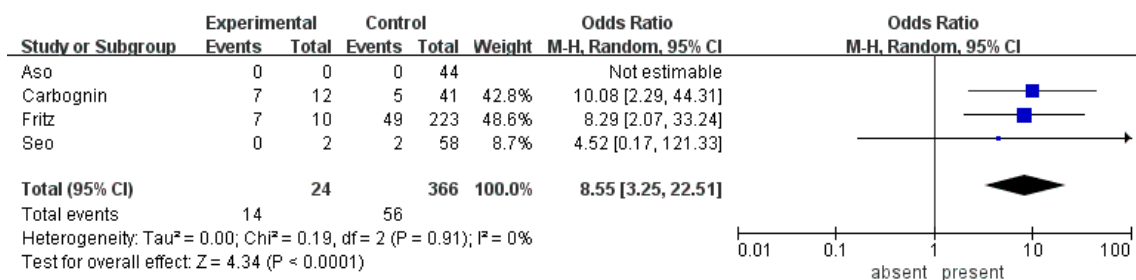 Experimental Control Odds Ratio Odds Ratio
Study or Subgroup Events Total Events Total Weight M-H, Random, 95% CI M-H, Random, 95% CI
Aso 0 0 0 44 Not estimable
Carbognin 7 12 5 41 42.8% 10.08 [2.29, 44.31]
Fritz 7 10 49 223 48.6% 8.29 [2.07, 33.24]
Seo 0 2 2 58 8.7% 4.52 [0.17, 121.33]
Total (95% CI) 24 366 100.0% 8.55 [3.25, 22.51]
Total events 14 56
Heterogeneity: Tau² = 0.00; Chi² = 0.19, df = 2 (P = 0.91); I² = 0%
Test for overall effect: Z = 4.34 (P < 0.0001)
0.01 0.1 1 10 100
absent present